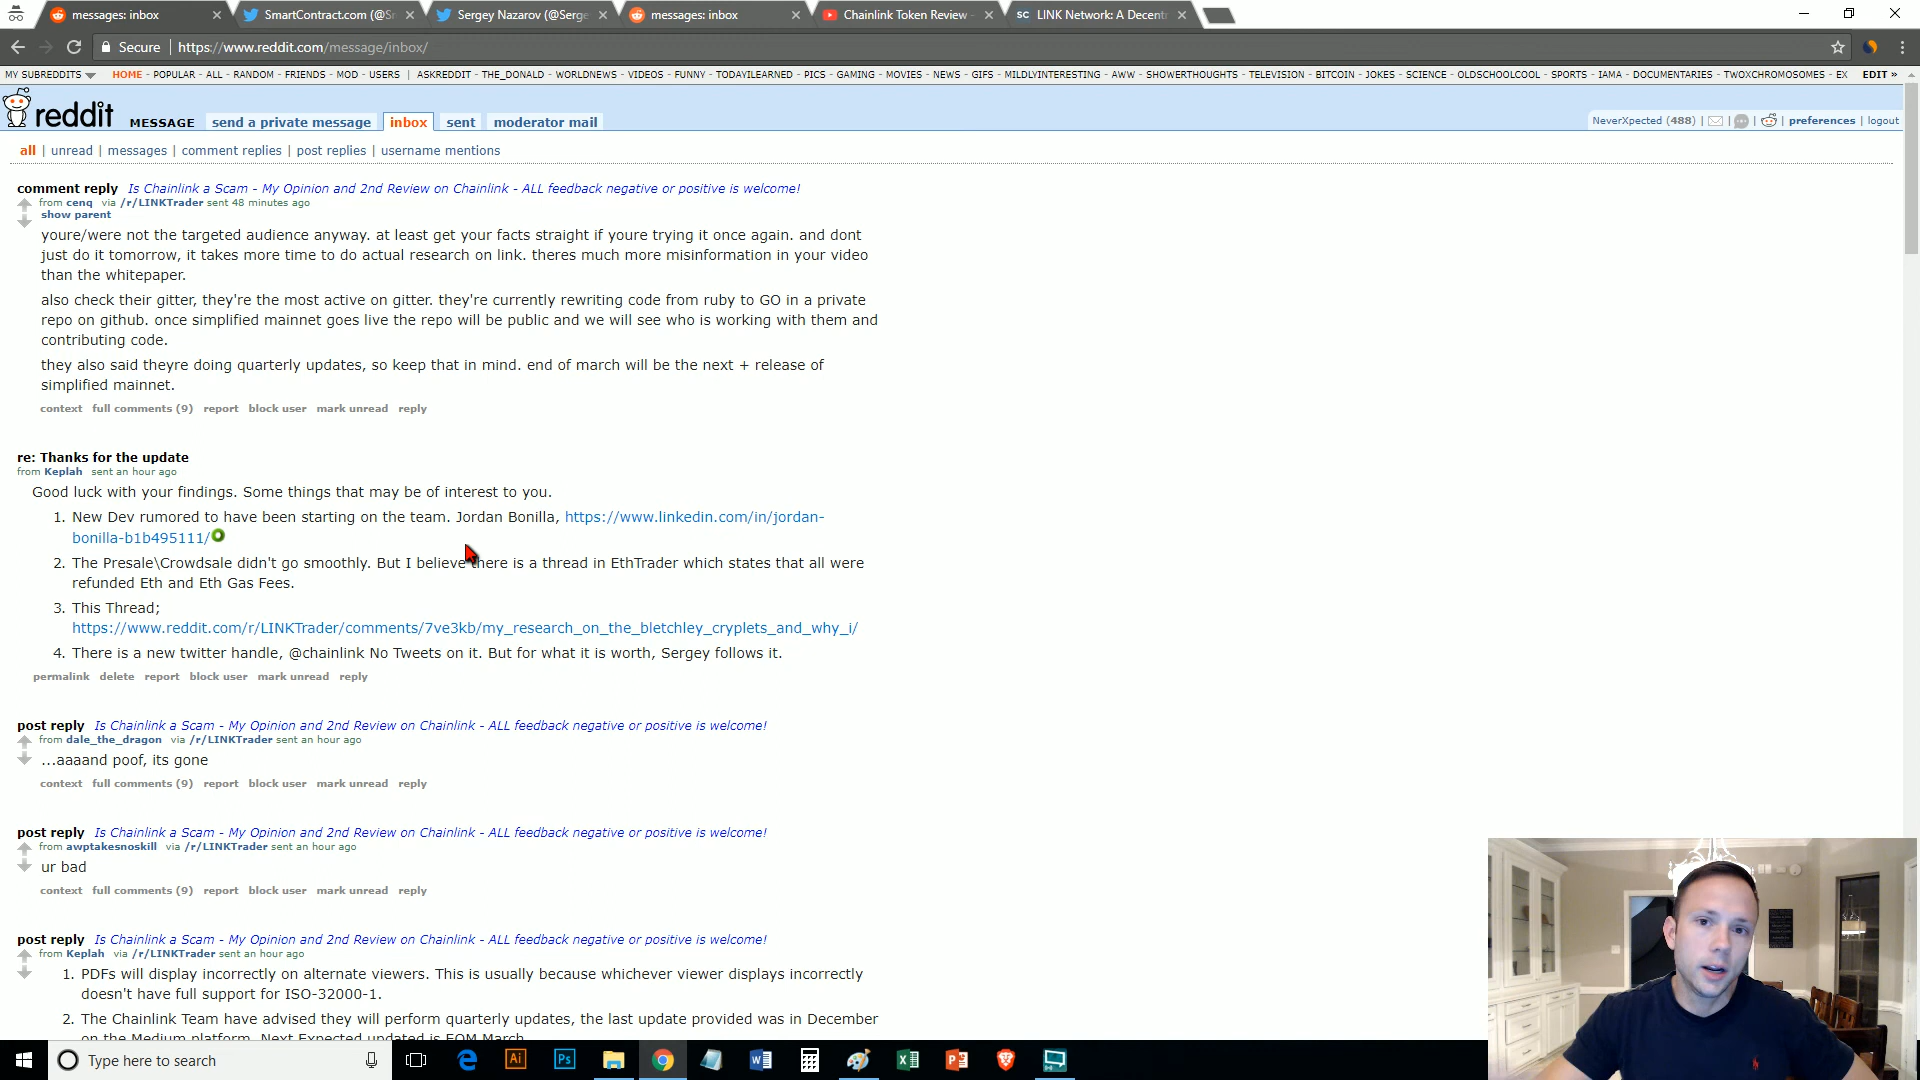 messages: inbox
SmartContract.com (@S
Sergey Nazarov (@Serge
messages: inbox
Chainlink Token Review -
SC LINK Network: A Decent
Secure https://www.reddit.com/message/inbox/
MY SUBREDDITS HOME - POPULAR - ALL - RANDOM - FRIENDS - MOD - USERS | ASKREDDIT - THE_DONALD - WORLDNEWS - VIDEOS - FUNNY - TODAYILEARNED - PICS - GAMING - MOVIES - NEWS - GIFS - MILDLYINTERESTING - AWW - SHOWERTHOUGHTS - TELEVISION - BITCOIN - JOKES - SCIENCE - OLDSCHOOLCOOL - SPORTS - IAMA - DOCUMENTARIES - TWOXCHROMOSOMES - EX EDIT »
reddit MESSAGE send a private message inbox sent moderator mail
NeverXpected (488) | | | | preferences | logout
all | unread | messages | comment replies | post replies | username mentions
comment reply Is Chainlink a Scam - My Opinion and 2nd Review on Chainlink - ALL feedback negative or positive is welcome!
from cenq via /r/LINKTrader sent 48 minutes ago
show parent
youre/were not the targeted audience anyway. at least get your facts straight if youre trying it once again. and dont
just do it tomorrow, it takes more time to do actual research on link. theres much more misinformation in your video
than the whitepaper.
also check their gitter, they're the most active on gitter. they're currently rewriting code from ruby to GO in a private
repo on github. once simplified mainnet goes live the repo will be public and we will see who is working with them and
contributing code.
they also said theyre doing quarterly updates, so keep that in mind. end of march will be the next + release of
simplified mainnet.
context full comments (9) report block user mark unread reply
re: Thanks for the update
from Keplah sent an hour ago
Good luck with your findings. Some things that may be of interest to you.
1. New Dev rumored to have been starting on the team. Jordan Bonilla, https://www.linkedin.com/in/jordan-
bonilla-b1b495111/
2. The Presale\Crowdsale didn't go smoothly. But I believe there is a thread in EthTrader which states that all were
refunded Eth and Eth Gas Fees.
3. This Thread;
https://www.reddit.com/r/LINKTrader/comments/7ve3kb/my_research_on_the_bletchley_cryplets_and_why_i/
4. There is a new twitter handle, @chainlink No Tweets on it. But for what it is worth, Sergey follows it.
permalink delete report block user mark unread reply
post reply Is Chainlink a Scam - My Opinion and 2nd Review on Chainlink - ALL feedback negative or positive is welcome!
from dale_the_dragon via /r/LINKTrader sent an hour ago
...aaaand poof, its gone
context full comments (9) report block user mark unread reply
post reply Is Chainlink a Scam - My Opinion and 2nd Review on Chainlink - ALL feedback negative or positive is welcome!
from awptakesnoskill via /r/LINKTrader sent an hour ago
ur bad
context full comments (9) report block user mark unread reply
post reply Is Chainlink a Scam - My Opinion and 2nd Review on Chainlink - ALL feedback negative or positive is welcome!
from Keplah via /r/LINKTrader sent an hour ago
1. PDFs will display incorrectly on alternate viewers. This is usually because whichever viewer displays incorrectly
doesn't have full support for ISO-32000-1.
2. The Chainlink Team have advised they will perform quarterly updates, the last update provided was in December
on the Medium platform. Next Expected updated is EOM March
Type here to search